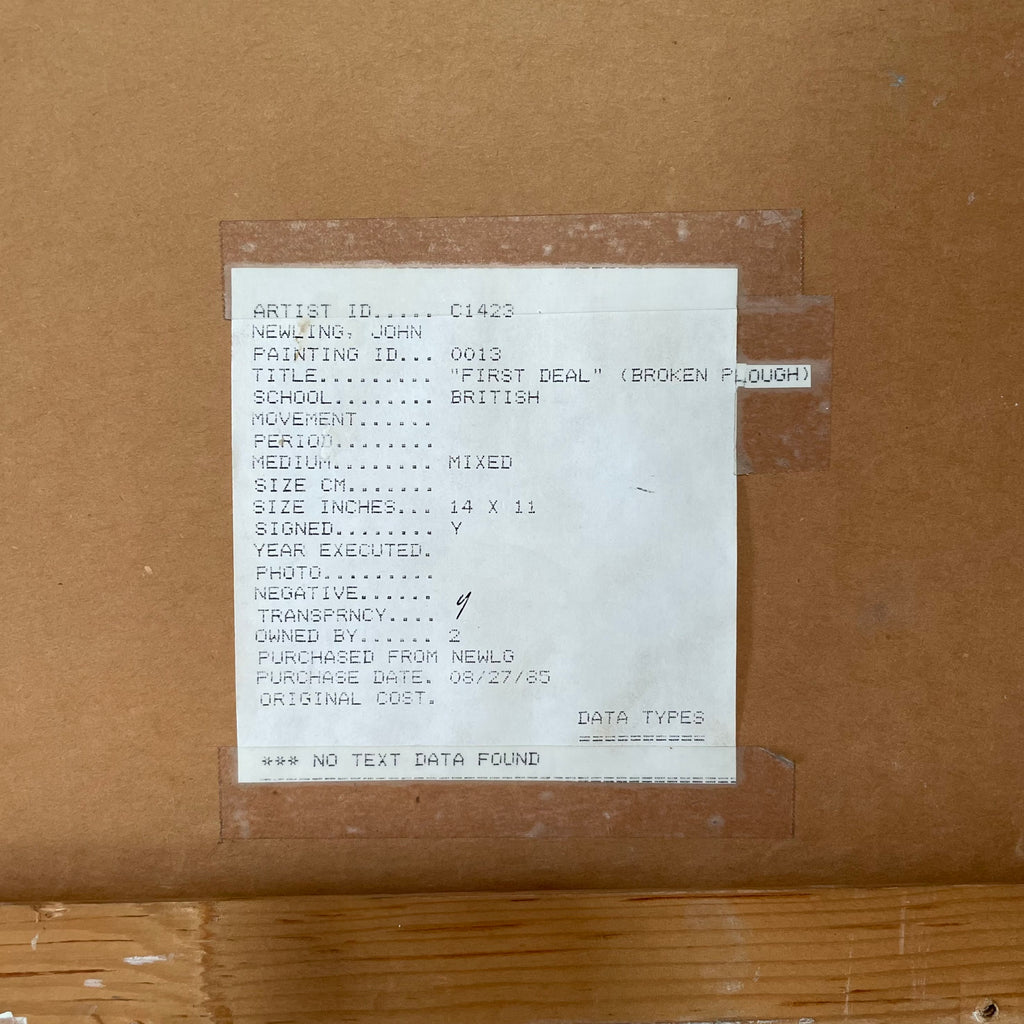 ARTIST ID..... C1423
NEWLING, JOHN
PAINTING ID... 0013
TITLE......... "FIRST DEAL" (BROKEN PLOUGH)
SCHOOL........ BRITISH
MOVEMENT......
PERIOD........
MEDIUM........ MIXED
SIZE CM.......
SIZE INCHES... 14 X 11
SIGNED........ Y
YEAR EXECUTED.
PHOTO.........
NEGATIVE......
TRANSPRNCY.... y
OWNED BY...... 2
PURCHASED FROM NEWLG
PURCHASE DATE. 08/27/85
ORIGINAL COST.
DATA TYPES
==========
*** NO TEXT DATA FOUND